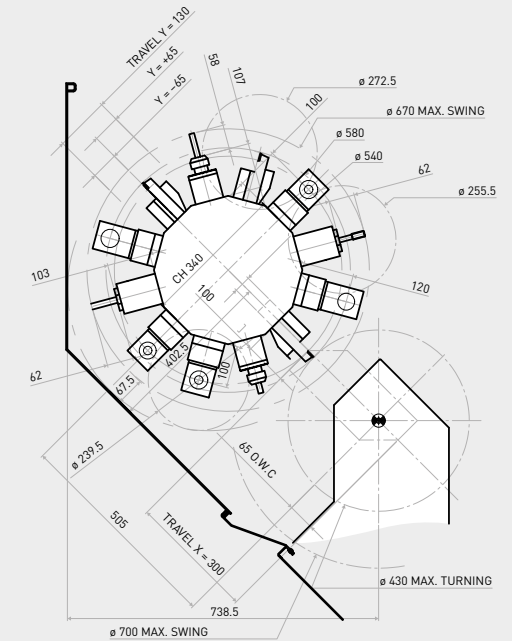 TRAVEL Y = 130
Y = +65
Y = -65
58
107
ø 272.5
100
ø 670 MAX. SWING
ø 580
ø 540
62
ø 255.5
103
CH 340
100
120
62
67.5
402.5
100
ø 239.5
65 O.W.C
505
TRAVEL X = 300
ø 430 MAX. TURNING
738.5
ø 700 MAX. SWING